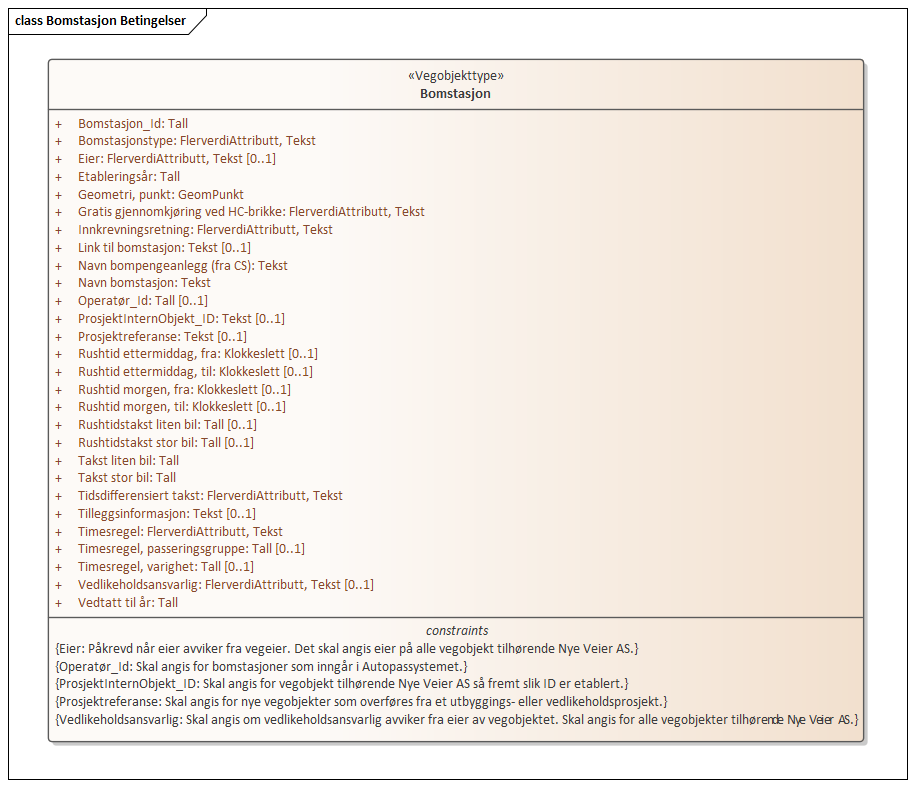 class Bomstasjon Betingelser
«Vegobjekttype»
Bomstasjon
+ Bomstasjon_Id: Tall
+ Bomstasjonstype: FlerverdiAttributt, Tekst
+ Eier: FlerverdiAttributt, Tekst [0..1]
+ Etableringsår: Tall
+ Geometri, punkt: GeomPunkt
+ Gratis gjennomkjøring ved HC-brikke: FlerverdiAttributt, Tekst
+ Innkrevningsretning: FlerverdiAttributt, Tekst
+ Link til bomstasjon: Tekst [0..1]
+ Navn bompengeanlegg (fra CS): Tekst
+ Navn bomstasjon: Tekst
+ Operatør_Id: Tall [0..1]
+ ProsjektInternObjekt_ID: Tekst [0..1]
+ Prosjektreferanse: Tekst [0..1]
+ Rushtid ettermiddag, fra: Klokkeslett [0..1]
+ Rushtid ettermiddag, til: Klokkeslett [0..1]
+ Rushtid morgen, fra: Klokkeslett [0..1]
+ Rushtid morgen, til: Klokkeslett [0..1]
+ Rushtidstakst liten bil: Tall [0..1]
+ Rushtidstakst stor bil: Tall [0..1]
+ Takst liten bil: Tall
+ Takst stor bil: Tall
+ Tidsdifferensiert takst: FlerverdiAttributt, Tekst
+ Tilleggsinformasjon: Tekst [0..1]
+ Timesregel: FlerverdiAttributt, Tekst
+ Timesregel, passeringsgruppe: Tall [0..1]
+ Timesregel, varighet: Tall [0..1]
+ Vedlikeholdsansvarlig: FlerverdiAttributt, Tekst [0..1]
+ Vedtatt til år: Tall
constraints
{Eier: Påkrevd når eier avviker fra vegeier. Det skal angis eier på alle vegobjekt tilhørende Nye Veier AS.}
{Operatør_Id: Skal angis for bomstasjoner som inngår i Autopassystemet.}
{ProsjektInternObjekt_ID: Skal angis for vegobjekt tilhørende Nye Veier AS så fremt slik ID er etablert.}
{Prosjektreferanse: Skal angis for nye vegobjekter som overføres fra et utbyggings- eller vedlikeholdsprosjekt.}
{Vedlikeholdsansvarlig: Skal angis om vedlikeholdsansvarlig avviker fra eier av vegobjektet. Skal angis for alle vegobjekter tilhørende Nye Veier AS.}